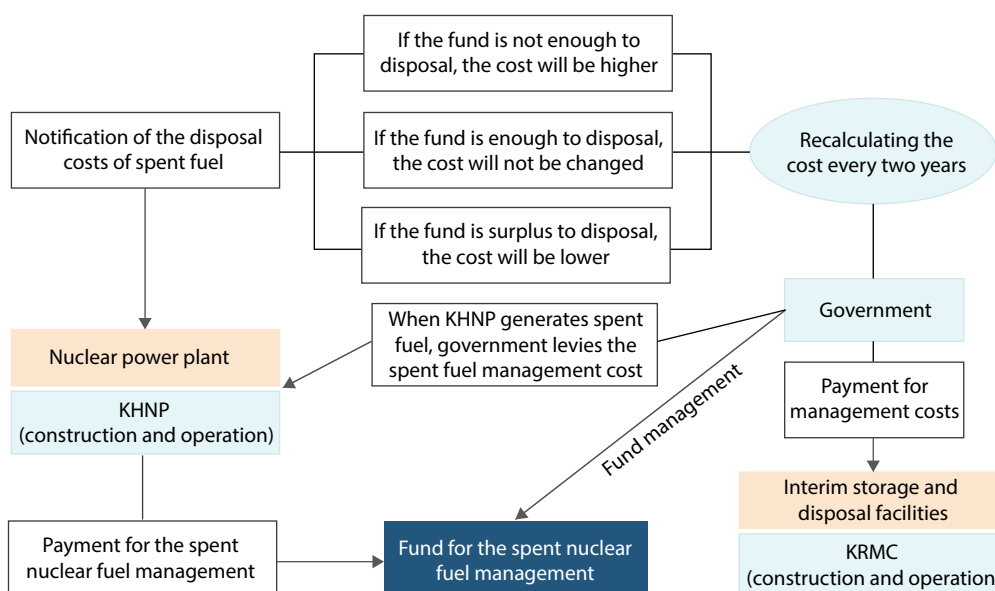 If the fund is not enough to
disposal, the cost will be higher
Notification of the disposal
costs of spent fuel
If the fund is enough to disposal,
the cost will not be changed
Recalculating the
cost every two years
If the fund is surplus to disposal,
the cost will be lower
Government
When KHNP generates spent
fuel, government levies the
spent fuel management cost
Nuclear power plant
KHNP
(construction and operation)
Payment for
management costs
Fund management
Interim storage and
disposal facilities
KRMC
(construction and operation
Payment for the spent
nuclear fuel management
Fund for the spent nuclear
fuel management